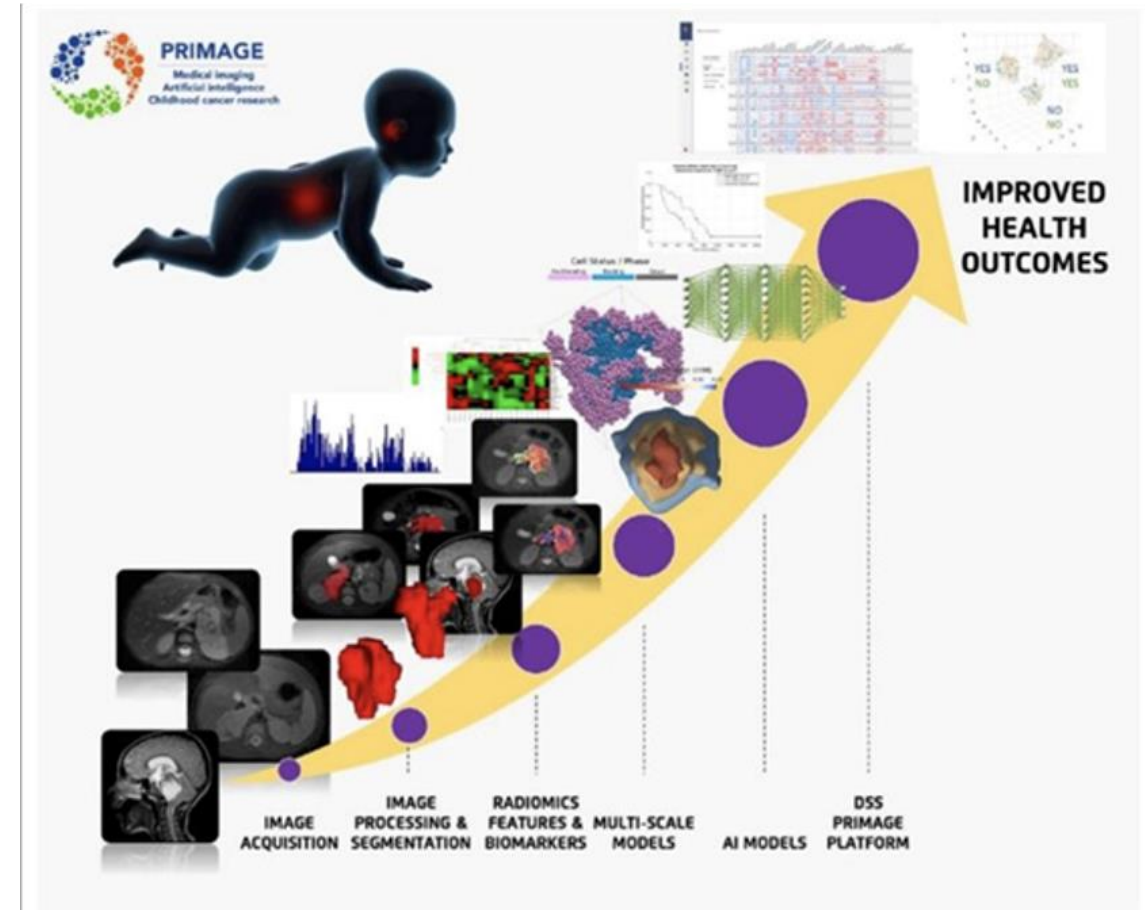 PRIMAGE
Medical imaging
Artificial intelligence
Childhood cancer research
YES
NO
YES
YES
NO
NO
IMPROVED
HEALTH
OUTCOMES
Cell Status / Phase
IMAGE
ACQUISITION
IMAGE
PROCESSING &
SEGMENTATION
RADIOMICS
FEATURES &
BIOMARKERS
MULTI-SCALE
MODELS
AI MODELS
DSS
PRIMAGE
PLATFORM